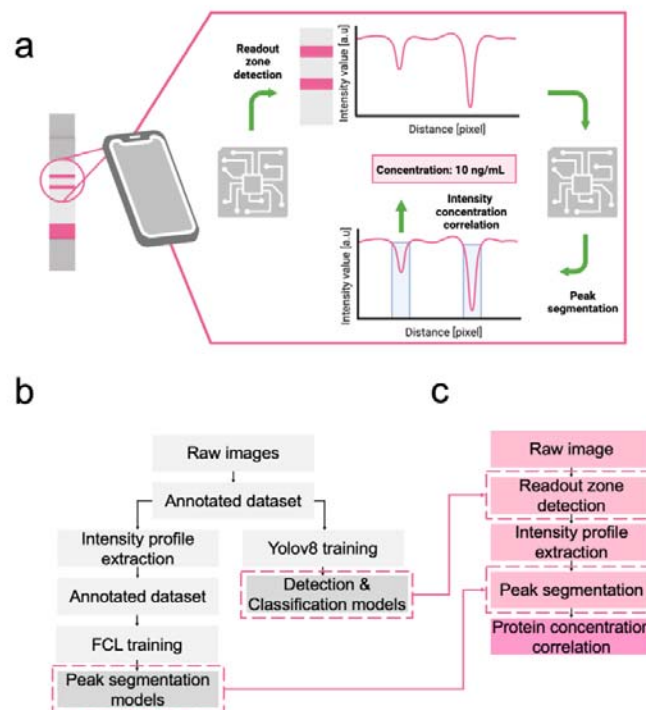 a
Readout
zone
detection
Intensity value [a.u]
Distance [pixel]
Concentration: 10 ng/mL
Intensity
concentration
correlation
Intensity value [a.u]
Distance [pixel]
Peak
segmentation
b
Raw images
Annotated dataset
Intensity profile
extraction
Annotated dataset
FCL training
Peak segmentation
models
Yolov8 training
Detection &
Classification models
c
Raw image
Readout zone
detection
Intensity profile
extraction
Peak segmentation
Protein concentration
correlation